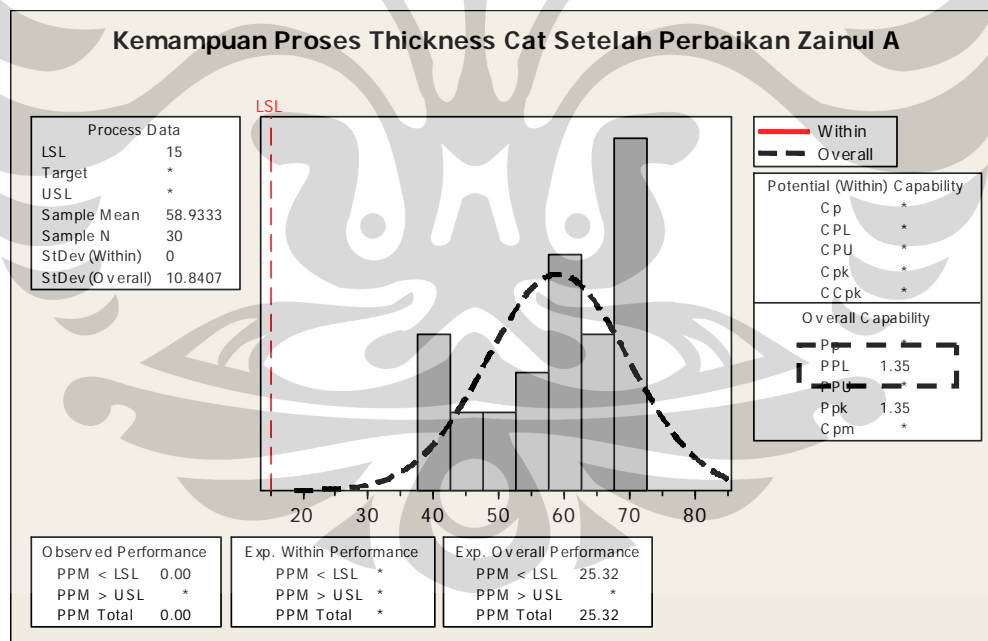 Kemampuan Proses Thickness Cat Setelah Perbaikan Zainul A
LSL
Process Data
LSL 15
Target *
USL *
Sample Mean 58.9333
Sample N 30
StDev(Within) 0
StDev(Overall) 10.8407
Within
Overall
Potential (Within) Capability
Cp *
CPL *
CPU *
Cpk *
CCpk *
Overall Capability
Pp *
PPL 1.35
PPU *
Ppk 1.35
Cpm *
20 30 40 50 60 70 80
Observed Performance
PPM < LSL 0.00
PPM > USL *
PPM Total 0.00
Exp. Within Performance
PPM < LSL *
PPM > USL *
PPM Total *
Exp. Overall Performance
PPM < LSL 25.32
PPM > USL *
PPM Total 25.32